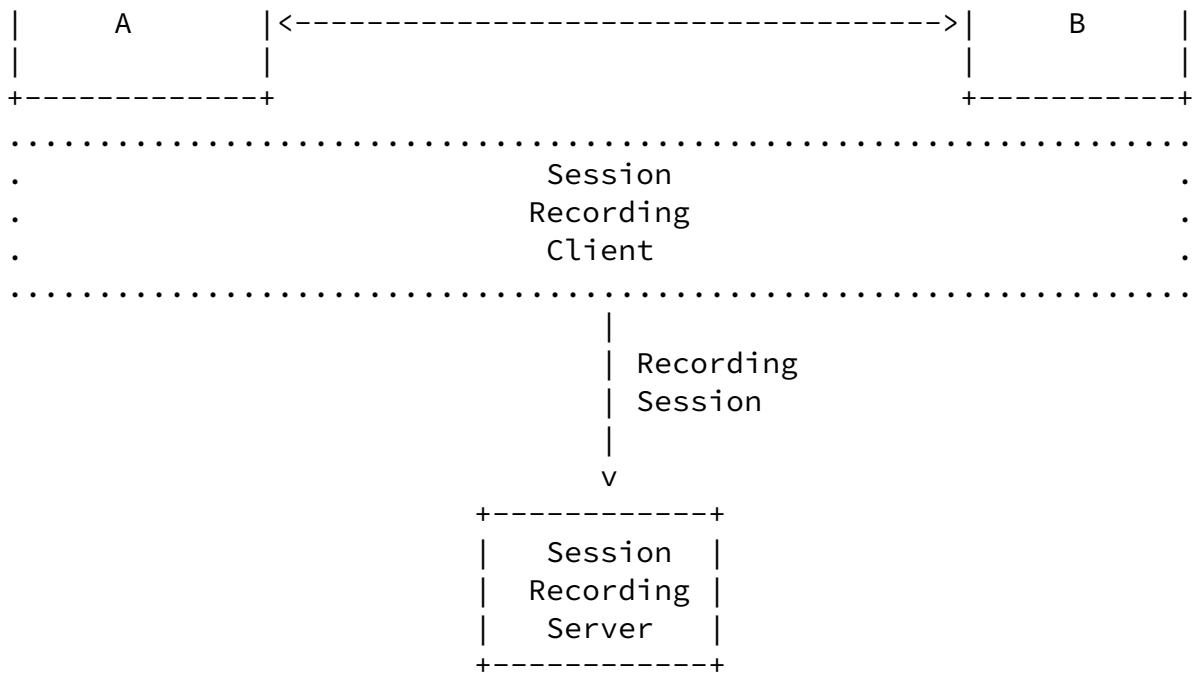 A B
Session
Recording
Client
Recording
Session
Session
Recording
Server